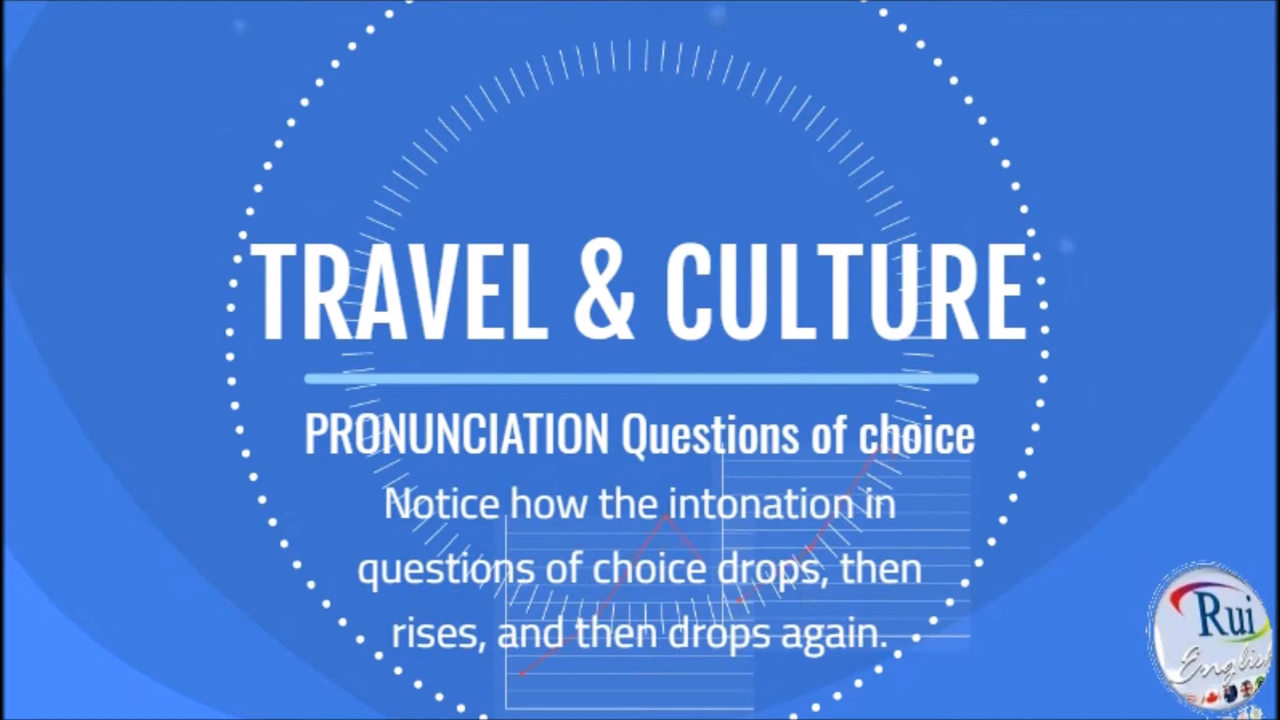 TRAVEL & CULTURE
PRONUNCIATION Questions of choice
Notice how the intonation in
questions of choice drops, then
rises, and then drops again.
Rui
English